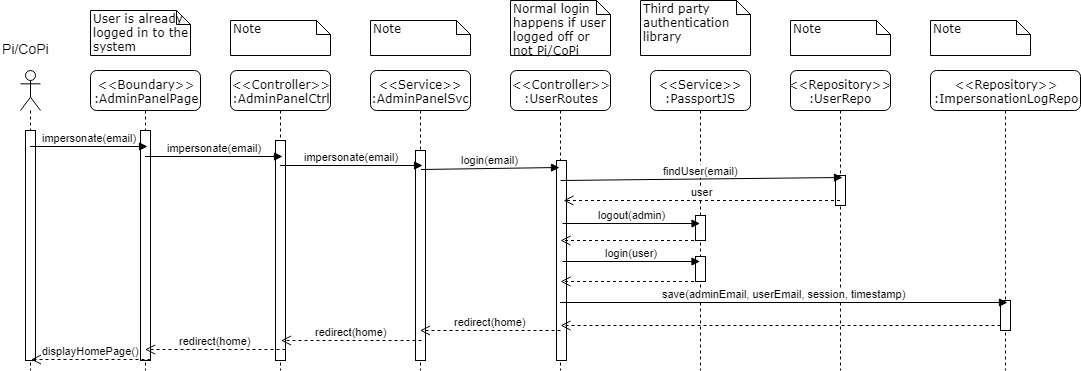 User is already
logged in to the
system
Note
Note
Normal login
happens if user
logged off or
not Pi/CoPi
Third party
authentication
library
Note
Note
Pi/CoPi
<<Boundary>>
:AdminPanelPage
<<Controller>>
:AdminPanelCtrl
<<Service>>
:AdminPanelSvc
<<Controller>>
:UserRoutes
<<Service>>
:PassportJS
<<Repository>>
:UserRepo
<<Repository>>
:ImpersonationLogRepo
impersonate(email)
impersonate(email)
impersonate(email)
login(email)
findUser(email)
user
logout(admin)
login(user)
save(adminEmail, userEmail, session, timestamp)
redirect(home)
redirect(home)
redirect(home)
displayHomePage()